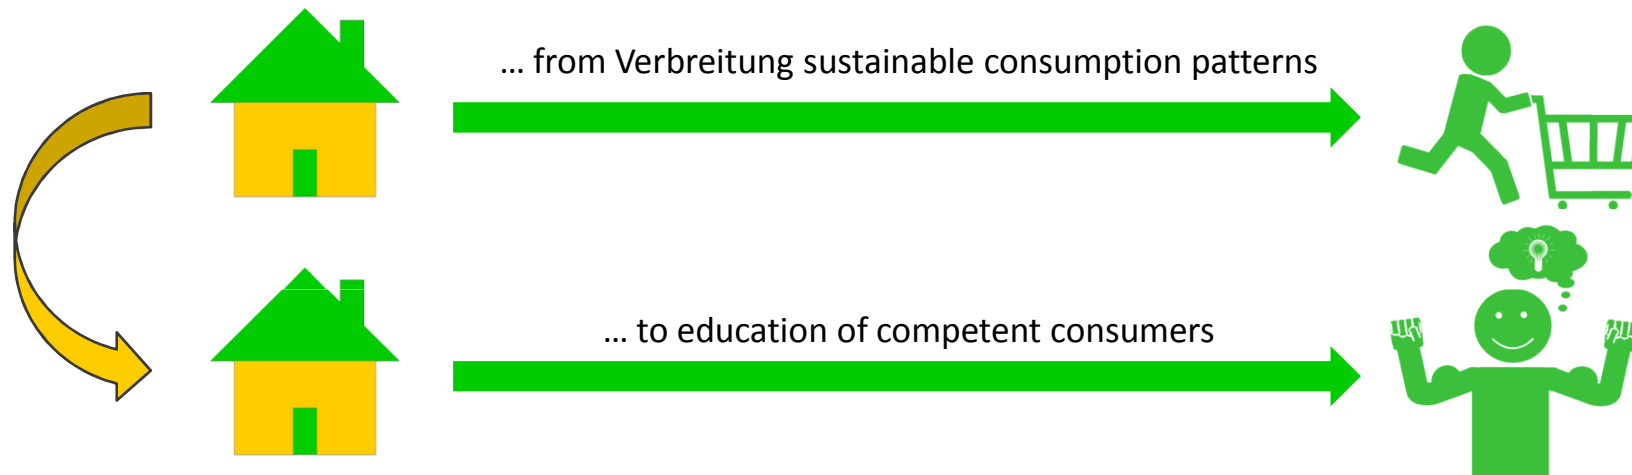 ... from Verbreitung sustainable consumption patterns
... to education of competent consumers